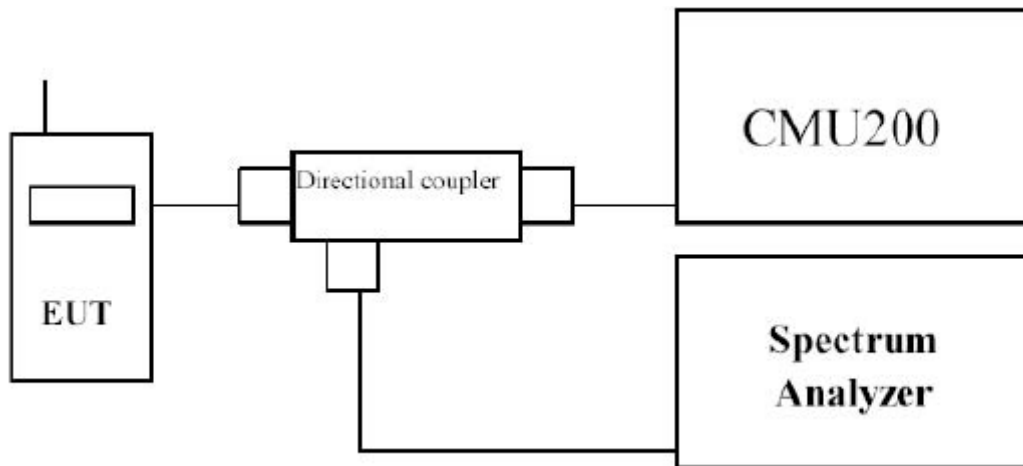 CMU200
Directional coupler
EUT
Spectrum
Analyzer